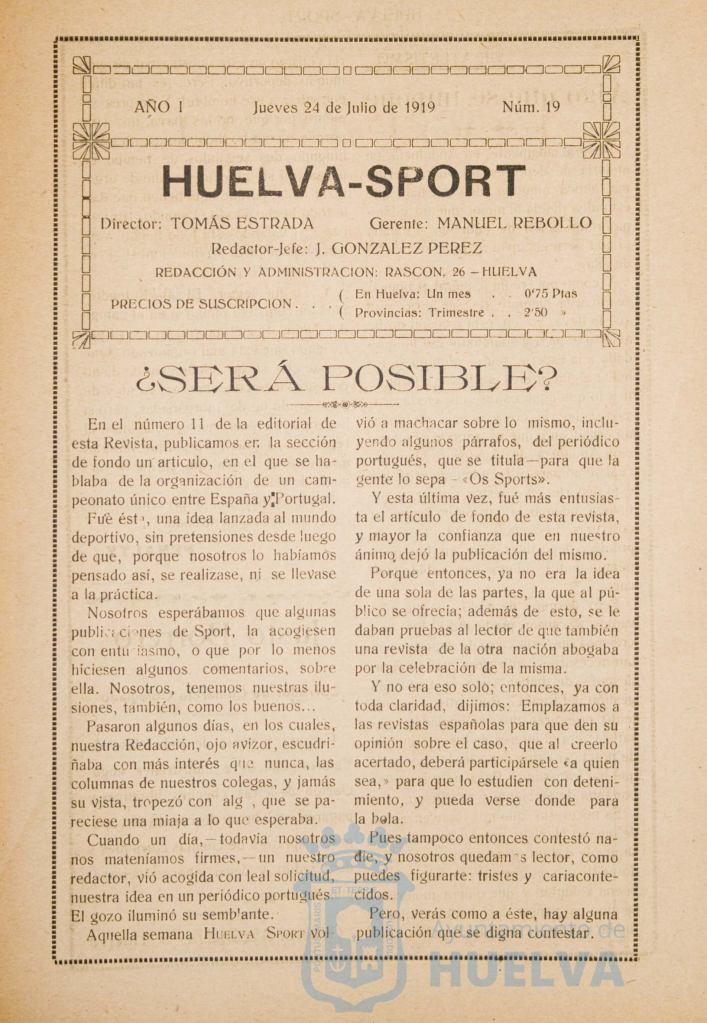 AÑO I Jueves 24 de Julio de 1919 Núm. 19
HUELVA-SPORT
Director: TOMÁS ESTRADA Gerente: MANUEL REBOLLO
Redactor-Jefe: J. GONZALEZ PEREZ
REDACCIÓN Y ADMINISTRACION: RASCON, 26 – HUELVA
PRECIOS DE SUSCRIPCION . . . ( En Huelva: Un mes . . 0'75 Ptas
( Provincias: Trimestre . . 2'50 »
¿SERÁ POSIBLE?
En el número 11 de la editorial de
esta Revista, publicamos en la sección
de fondo un articulo, en el que se ha-
blaba de la organización de un cam-
peonato único entre España y Portugal.
Fué ésta, una idea lanzada al mundo
deportivo, sin pretensiones desde luego
de que, porque nosotros lo habíamos
pensado así, se realizase, ni se llevase
a la práctica.
Nosotros esperábamos que algunas
publicaciones de Sport, la acogiesen
con entusiasmo, o que por lo menos
hiciesen algunos comentarios, sobre
ella. Nosotros, tenemos nuestras ilu-
siones, también, como los buenos...
Pasaron algunos días, en los cuales,
nuestra Redacción, ojo avizor, escudri-
ñaba con más interés que nunca, las
columnas de nuestros colegas, y jamás
su vista, tropezó con alg , que se pa-
reciese una miaja a lo que esperaba.
Cuando un día,—todavía nosotros
nos mateníamos firmes,—un nuestro
redactor, vió acogida con leal solicitud,
nuestra idea en un periódico portugués.
El gozo iluminó su semblante.
Aquella semana HUELVA SPORT vol-
vió a machacar sobre lo mismo, inclu-
yendo algunos párrafos, del periódico
portugués, que se titula—para que la
gente lo sepa - «Os Sports».
Y esta última vez, fué más entusias-
ta el artículo de fondo de esta revista,
y mayor la confianza que en nuestro
ánimo, dejó la publicación del mismo.
Porque entonces, ya no era la idea
de una sola de las partes, la que al pú-
blico se ofrecía; además de esto, se le
daban pruebas al lector de que también
una revista de la otra nación abogaba
por la celebración de la misma.
Y no era eso solo; entonces, ya con
toda claridad, dijimos: Emplazamos a
las revistas españolas para que den su
opinión sobre el caso, que al creerlo
acertado, deberá participársele «a quien
sea,» para que lo estudien con deteni-
miento, y pueda verse donde para
la bola.
Pues tampoco entonces contestó na-
die, y nosotros quedamos lector, como
puedes figurarte: tristes y cariaconte-
cidos.
Pero, verás como a éste, hay alguna
publicación que se digna contestar.
Ayuntamiento de
HUELVA